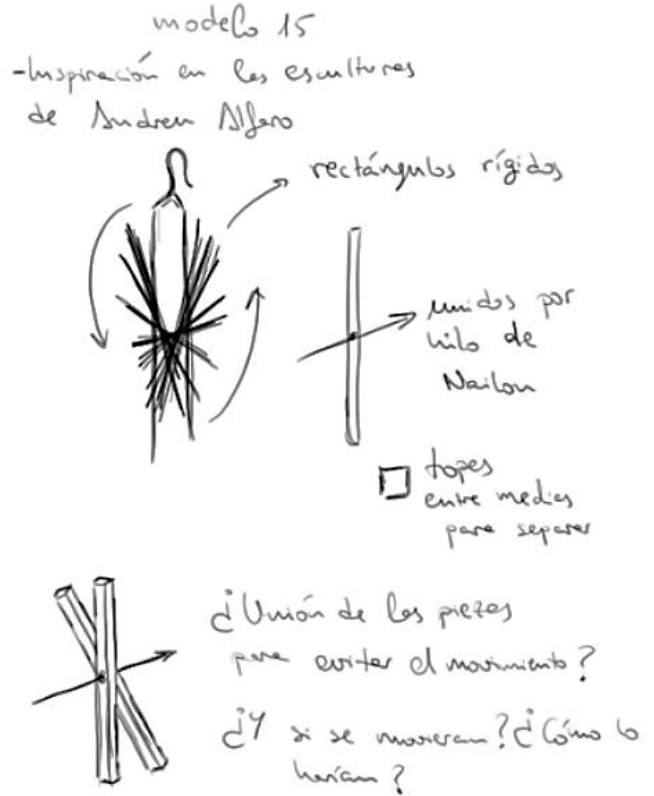 modelo 15
-Inspiración en las esculturas
de Andreu Alfaro
rectángulos rígidos
unidos por
hilo de
Nailon
topes
entre medias
para separar
¿Unión de las piezas
para evitar el movimiento?
¿Y si se movieran? ¿Cómo lo
harían?